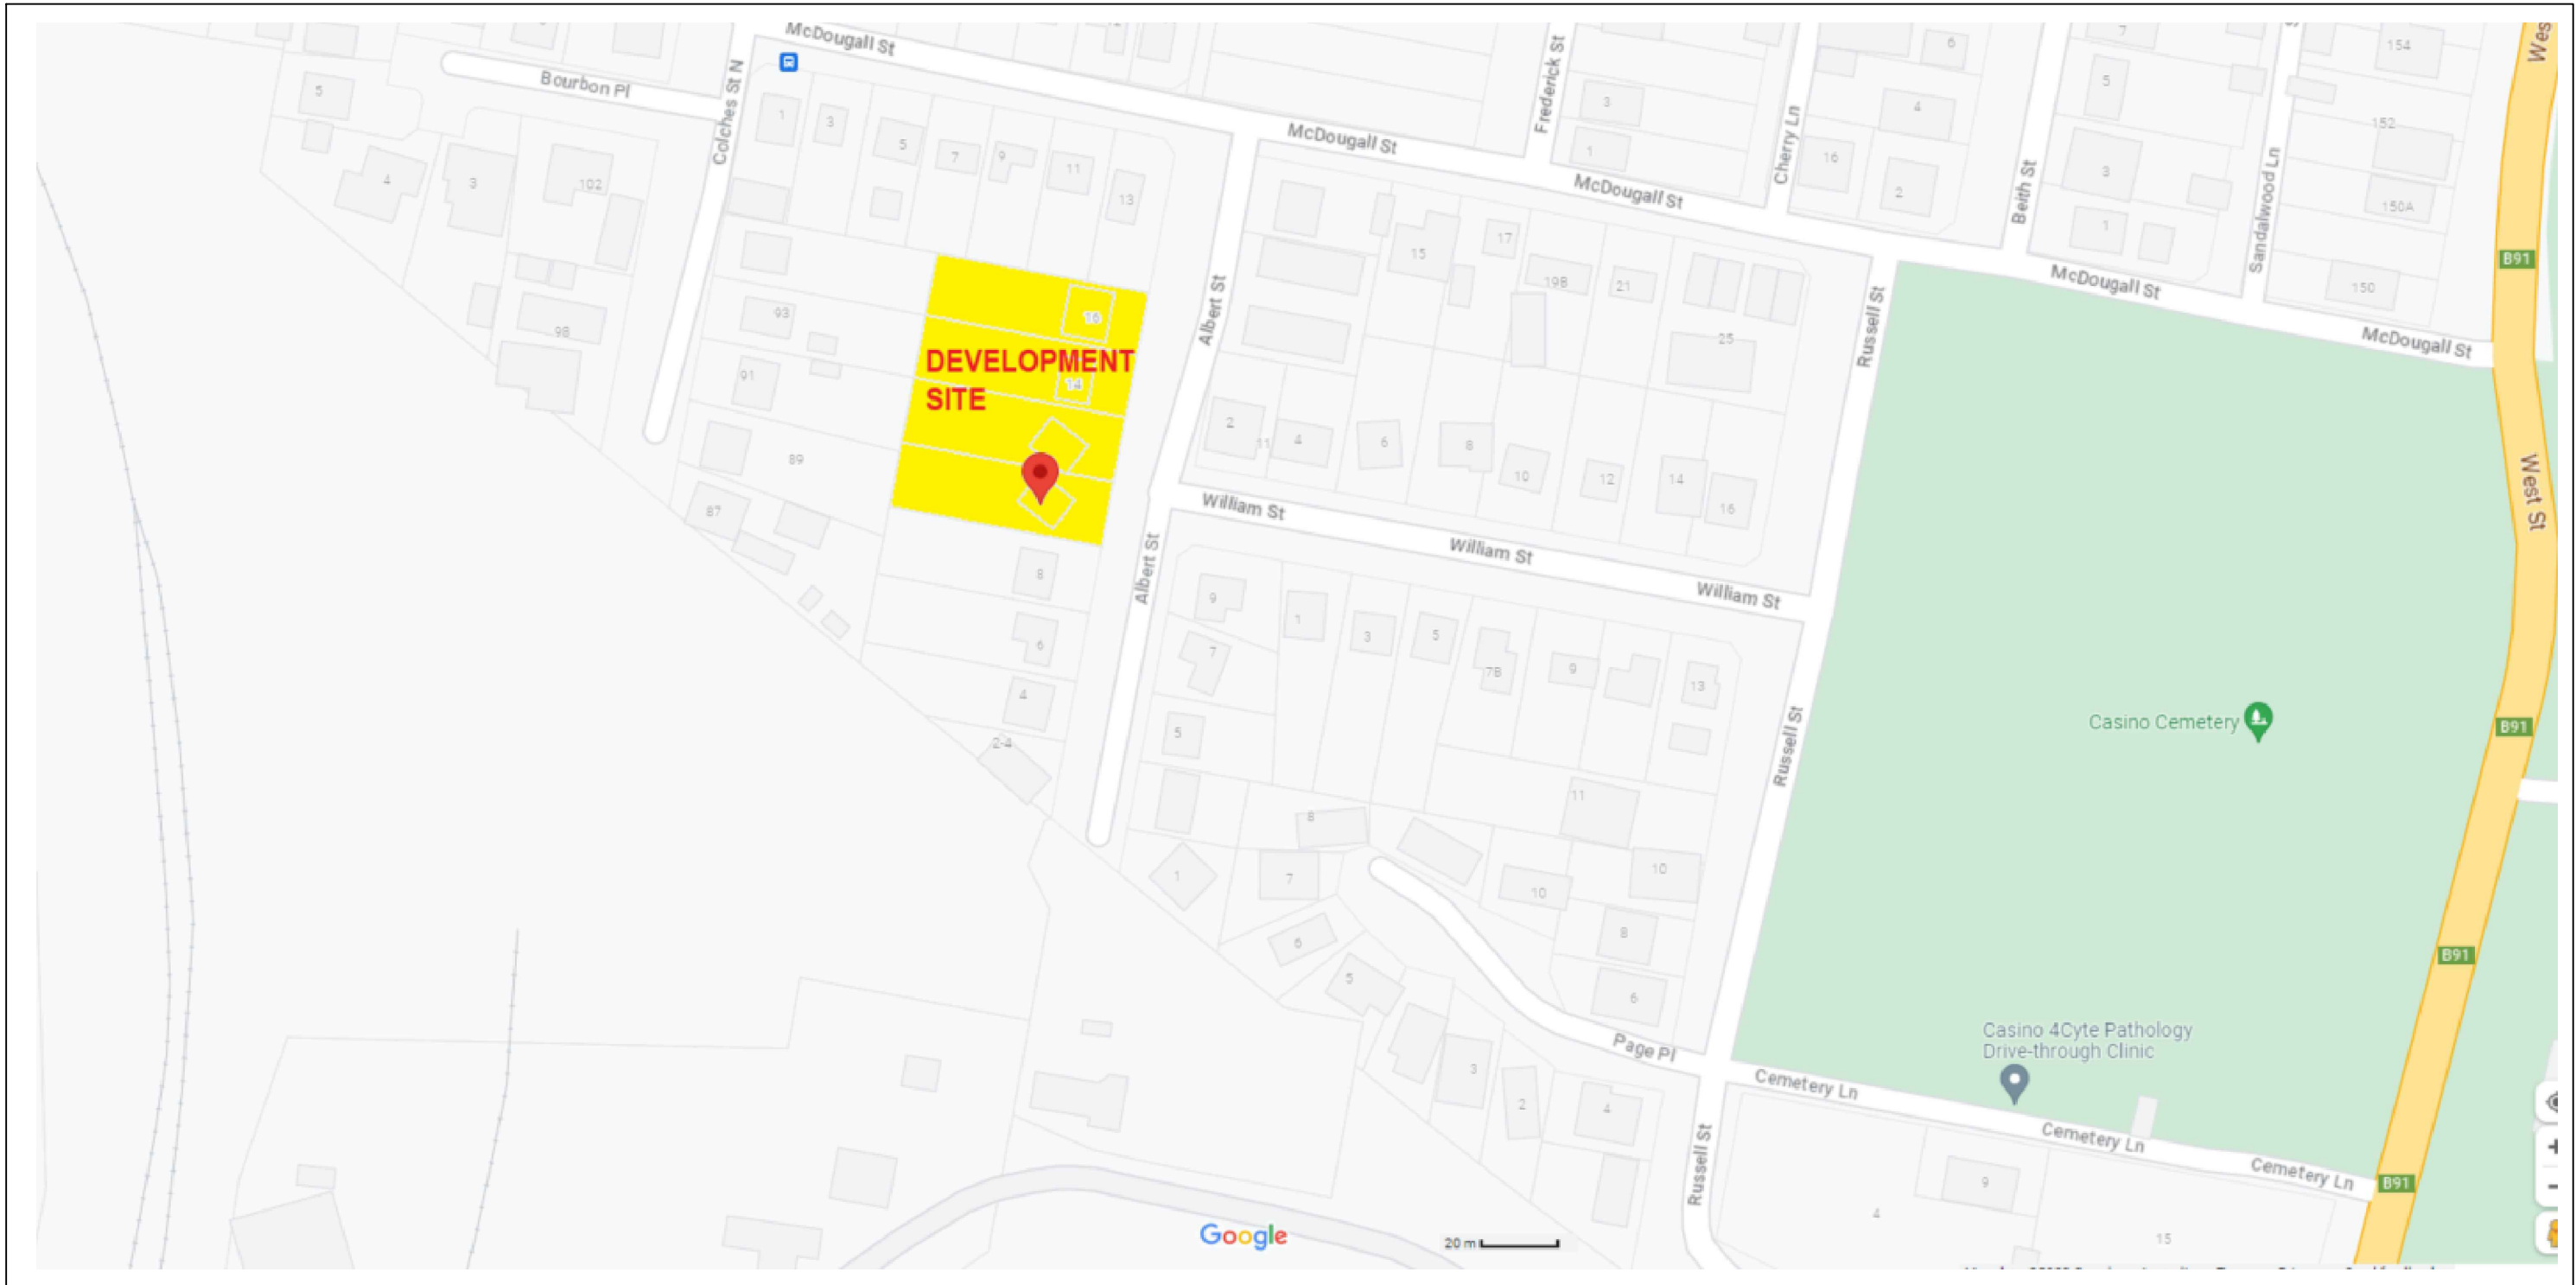 McDougall St
Bourbon Pl
Colches St N
Frederick St
Cherry Ln
Beith St
Sandalwood Ln
West St
McDougall St
McDougall St
McDougall St
McDougall St
5
4
3
102
98
1
3
5
7
9
11
13
93
91
89
87
3
1
6
4
16
2
7
5
3
1
154
152
150A
150
B91
DEVELOPMENT
SITE
16
14
Albert St
15
17
19B
21
25
Russell St
2
11
4
6
8
10
12
14
16
William St
William St
William St
Albert St
8
6
4
2-4
9
7
5
1
3
5
7B
9
13
11
Russell St
Casino Cemetery
B91
8
1
7
6
5
10
10
8
6
3
2
4
Page Pl
B91
Casino 4Cyte Pathology
Drive-through Clinic
Cemetery Ln
Cemetery Ln
Cemetery Ln
B91
Russell St
9
4
15
Google
20 m